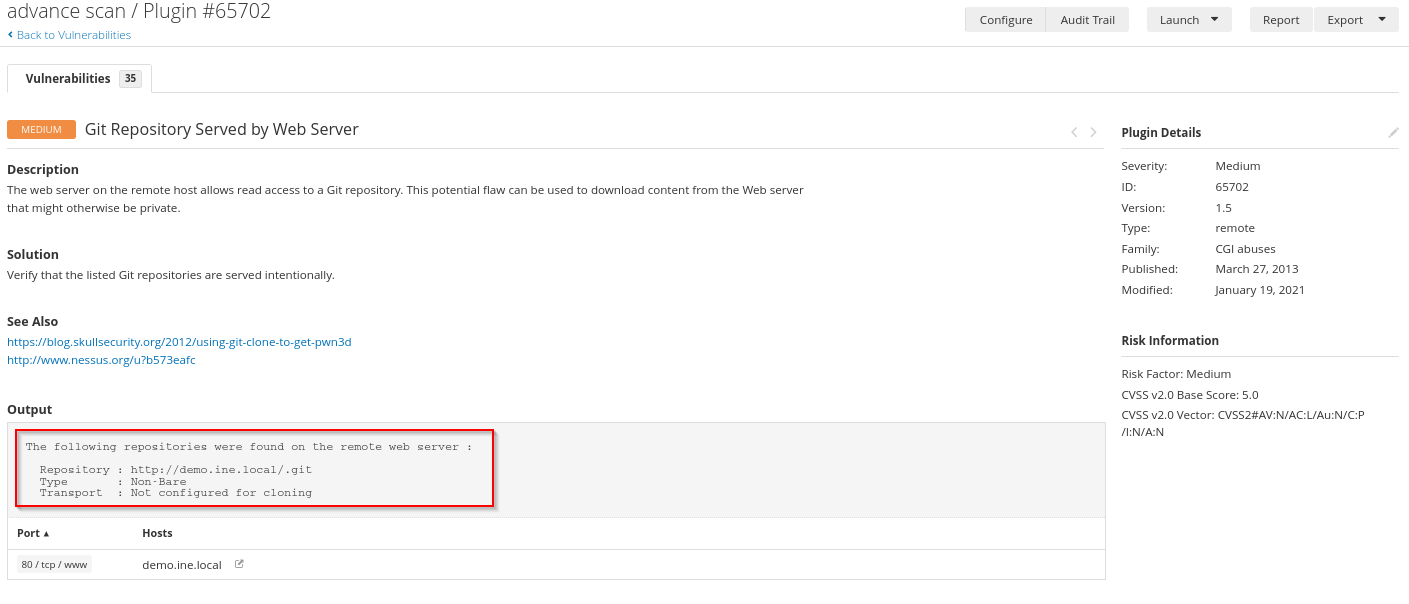 advance scan / Plugin #65702
Configure Audit Trail Launch Report Export
Back to Vulnerabilities
Vulnerabilities 35
MEDIUM Git Repository Served by Web Server
Description
The web server on the remote host allows read access to a Git repository. This potential flaw can be used to download content from the Web server
that might otherwise be private.
Solution
Verify that the listed Git repositories are served intentionally.
See Also
https://blog.skullsecurity.org/2012/using-git-clone-to-get-pwn3d
http://www.nessus.org/u?b573eafc
Output
The following repositories were found on the remote web server :
Repository : http://demo.ine.local/.git
Type : Non-Bare
Transport : Not configured for cloning
Port Hosts
80 / tcp / www demo.ine.local
Plugin Details
Severity: Medium
ID: 65702
Version: 1.5
Type: remote
Family: CGI abuses
Published: March 27, 2013
Modified: January 19, 2021
Risk Information
Risk Factor: Medium
CVSS v2.0 Base Score: 5.0
CVSS v2.0 Vector: CVSS2#AV:N/AC:L/Au:N/C:P
/I:N/A:N